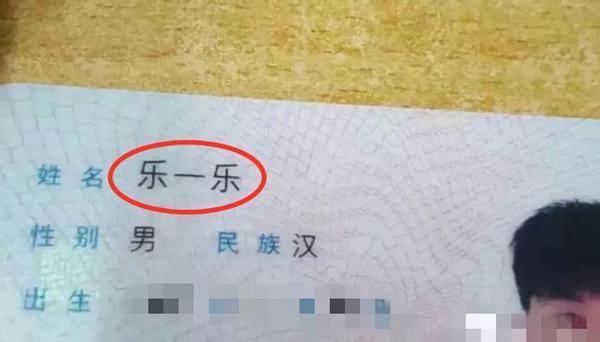 姓名 乐一乐
性别 男 民族 汉
出生